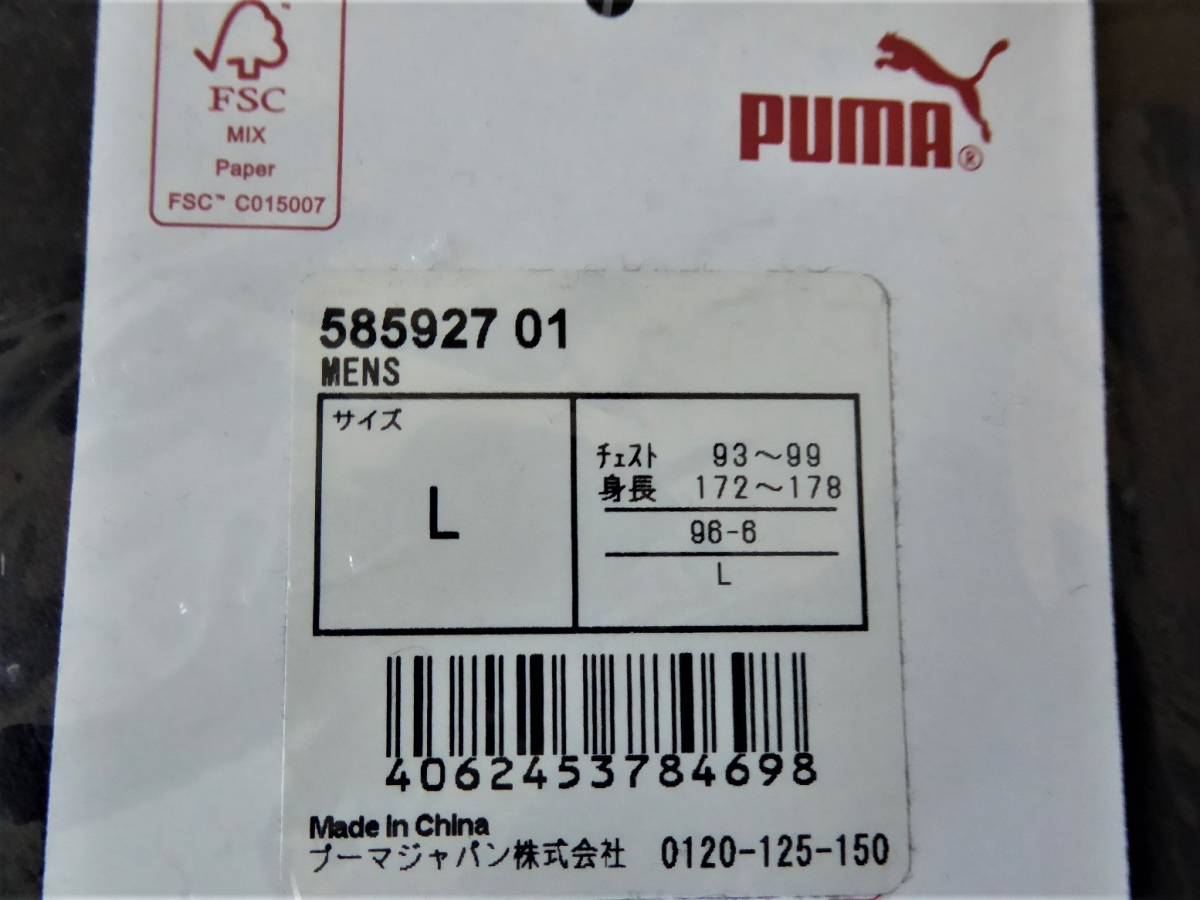 FSC
MIX
Paper
FSC™ C015007
PUMA®
585927 01
MENS
サイズ
L
ﾁｪｽﾄ 93～99
身長 172～178
96-6
L
4062453784698
Made in China
プーマジャパン株式会社 0120-125-150